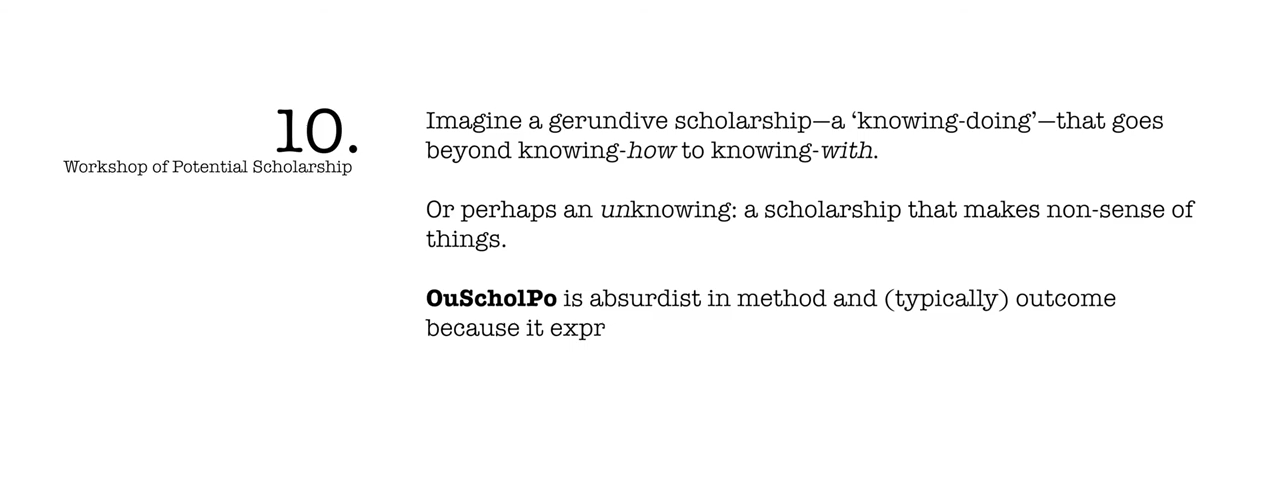 10.
Workshop of Potential Scholarship
Imagine a gerundive scholarship—a ‘knowing-doing’—that goes
beyond knowing-how to knowing-with.
Or perhaps an unknowing: a scholarship that makes non-sense of
things.
OuScholPo is absurdist in method and (typically) outcome
because it expr